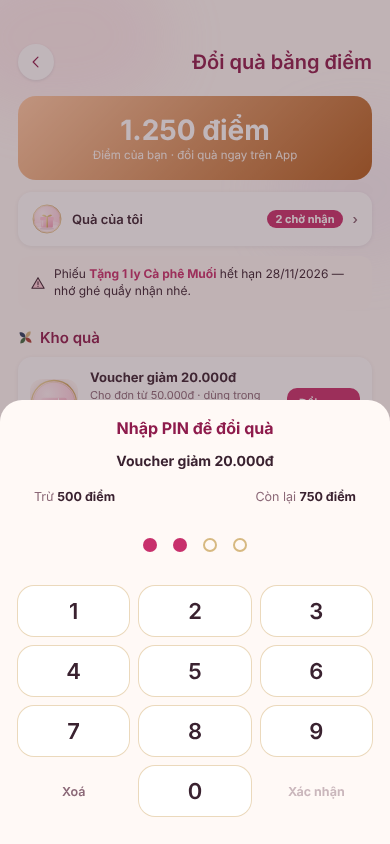 Đổi quà bằng điểm
1.250 điểm
Điểm của bạn · đổi quà ngay trên App
Quà của tôi
2 chờ nhận
›
Phiếu Tặng 1 ly Cà phê Muối hết hạn 28/11/2026 —
nhớ ghé quầy nhận nhé.
Kho quà
Voucher giảm 20.000đ
Cho đơn từ 50.000đ · dùng trong
Nhập PIN để đổi quà
Voucher giảm 20.000đ
Trừ 500 điểm
Còn lại 750 điểm
1 2 3
4 5 6
7 8 9
Xoá 0 Xác nhận